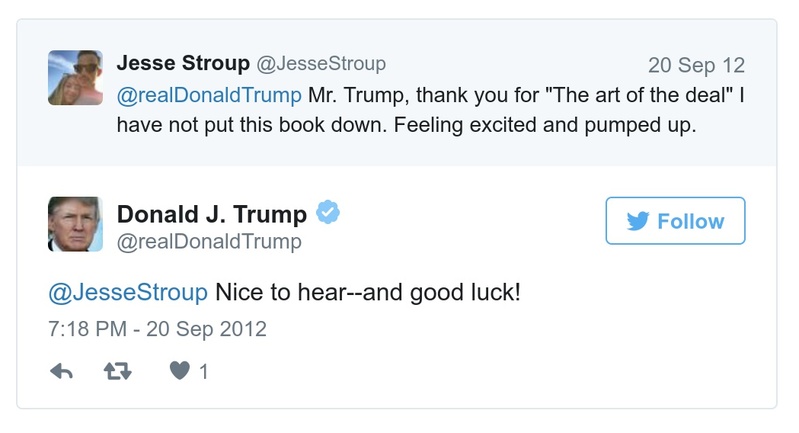 Jesse Stroup @JesseStroup 20 Sep 12
@realDonaldTrump Mr. Trump, thank you for "The art of the deal" I
have not put this book down. Feeling excited and pumped up.
Donald J. Trump
@realDonaldTrump
Follow
@JesseStroup Nice to hear--and good luck!
7:18 PM - 20 Sep 2012
1